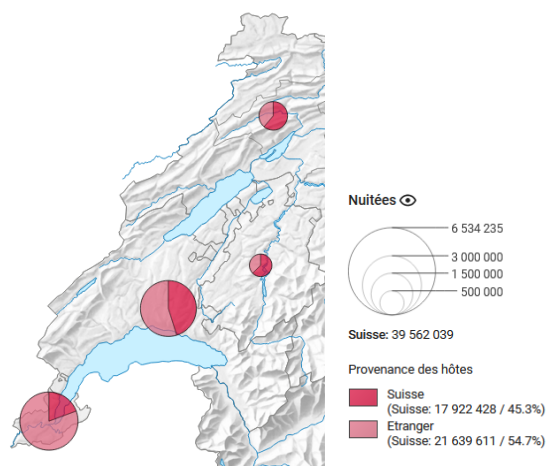 Nuitées
6 534 235
3 000 000
1 500 000
500 000
Suisse: 39 562 039
Provenance des hôtes
Suisse
(Suisse: 17 922 428 / 45.3%)
Etranger
(Suisse: 21 639 611 / 54.7%)